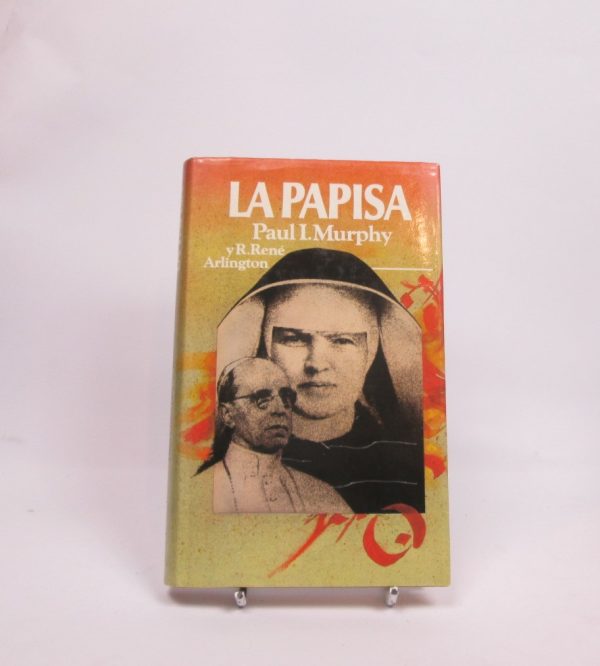 LA PAPISA
Paul I. Murphy
y R. René
Arlington